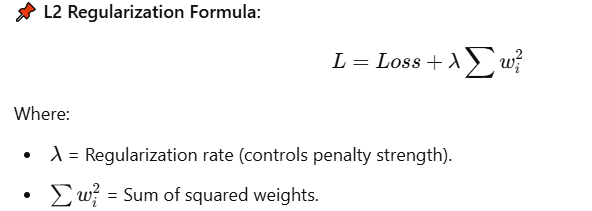 📌 L2 Regularization Formula:
L = Loss + λ ∑ w_i^2
Where:
• λ = Regularization rate (controls penalty strength).
• ∑ w_i^2 = Sum of squared weights.